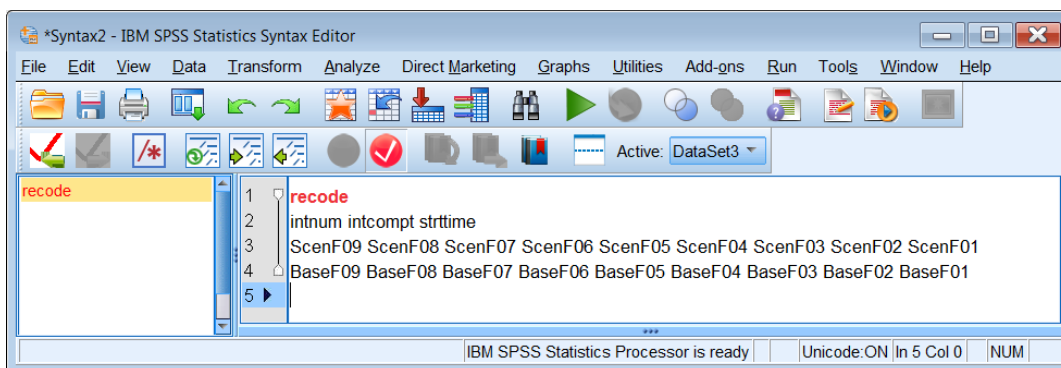 *Syntax2 - IBM SPSS Statistics Syntax Editor
File Edit View Data Transform Analyze Direct Marketing Graphs Utilities Add-ons Run Tools Window Help
Active: DataSet3
recode
1 recode
2 intnum intcompt strttime
3 ScenF09 ScenF08 ScenF07 ScenF06 ScenF05 ScenF04 ScenF03 ScenF02 ScenF01
4 BaseF09 BaseF08 BaseF07 BaseF06 BaseF05 BaseF04 BaseF03 BaseF02 BaseF01
5
IBM SPSS Statistics Processor is ready Unicode:ON In 5 Col 0 NUM